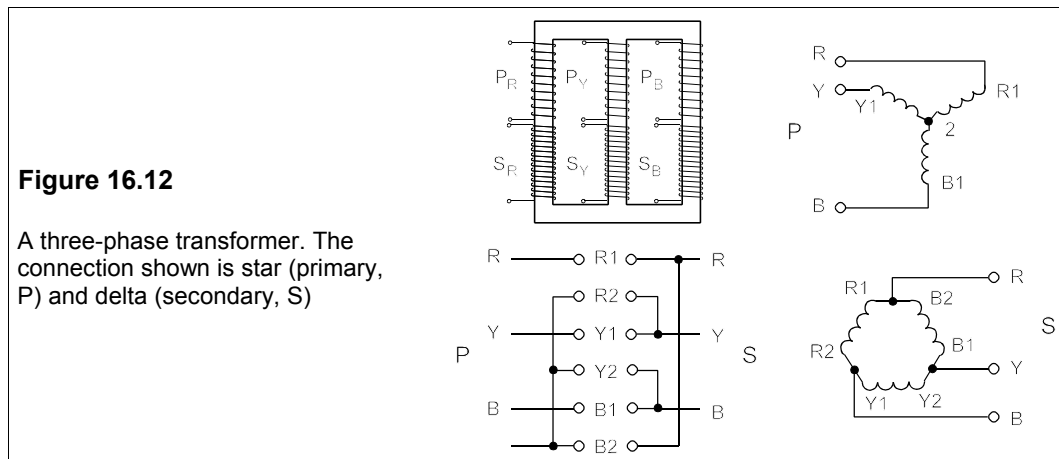 Figure 16.12
A three-phase transformer. The
connection shown is star (primary,
P) and delta (secondary, S)
P_R P_Y P_B
S_R S_Y S_B
R
Y
Y1
R1
P
2
B1
B
R R1 R
R2
Y Y1 Y
P S
Y2
B B1 B
B2
R
R1 B2
S
R2 B1
Y
Y1 Y2
B